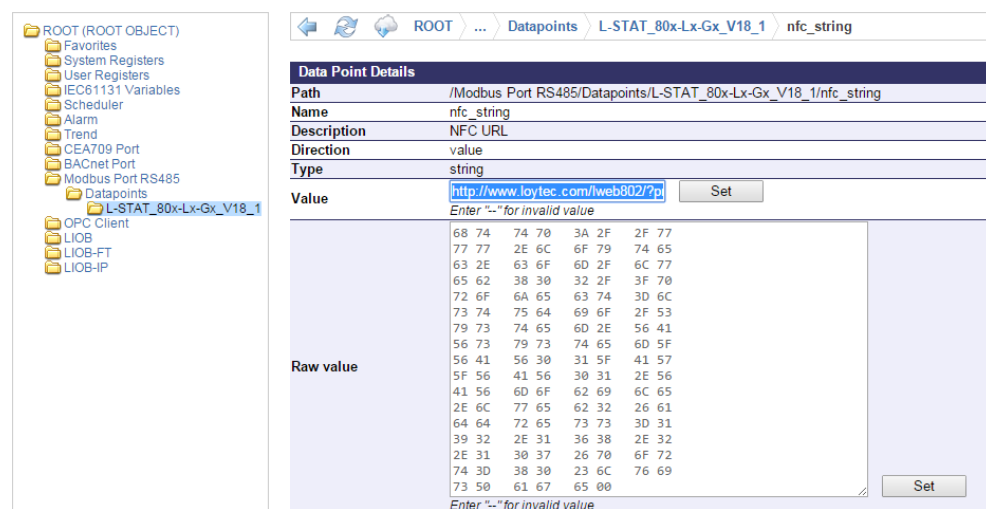 ROOT (ROOT OBJECT)
Favorites
System Registers
User Registers
IEC61131 Variables
Scheduler
Alarm
Trend
CEA709 Port
BACnet Port
Modbus Port RS485
Datapoints
L-STAT_80x-Lx-Gx_V18_1
OPC Client
LIOB
LIOB-FT
LIOB-IP
ROOT ... Datapoints L-STAT_80x-Lx-Gx_V18_1 nfc_string
Data Point Details
Path /Modbus Port RS485/Datapoints/L-STAT_80x-Lx-Gx_V18_1/nfc_string
Name nfc_string
Description NFC URL
Direction value
Type string
Value http://www.loytec.com/lweb802/?pr Set
Enter "--" for invalid value
Raw value
68 74 74 70 3A 2F 2F 77
77 77 2E 6C 6F 79 74 65
63 2E 63 6F 6D 2F 6C 77
65 62 38 30 32 2F 3F 70
72 6F 6A 65 63 74 3D 6C
73 74 75 64 69 6F 2F 53
79 73 74 65 6D 2E 56 41
56 73 79 73 74 65 6D 5F
56 41 56 30 31 5F 41 57
5F 56 41 56 30 31 2E 56
41 56 6D 6F 62 69 6C 65
2E 6C 77 65 62 32 26 61
64 64 72 65 73 73 3D 31
39 32 2E 31 36 38 2E 32
2E 31 30 37 26 70 6F 72
74 3D 38 30 23 6C 76 69
73 50 61 67 65 00
Set
Enter "--" for invalid value